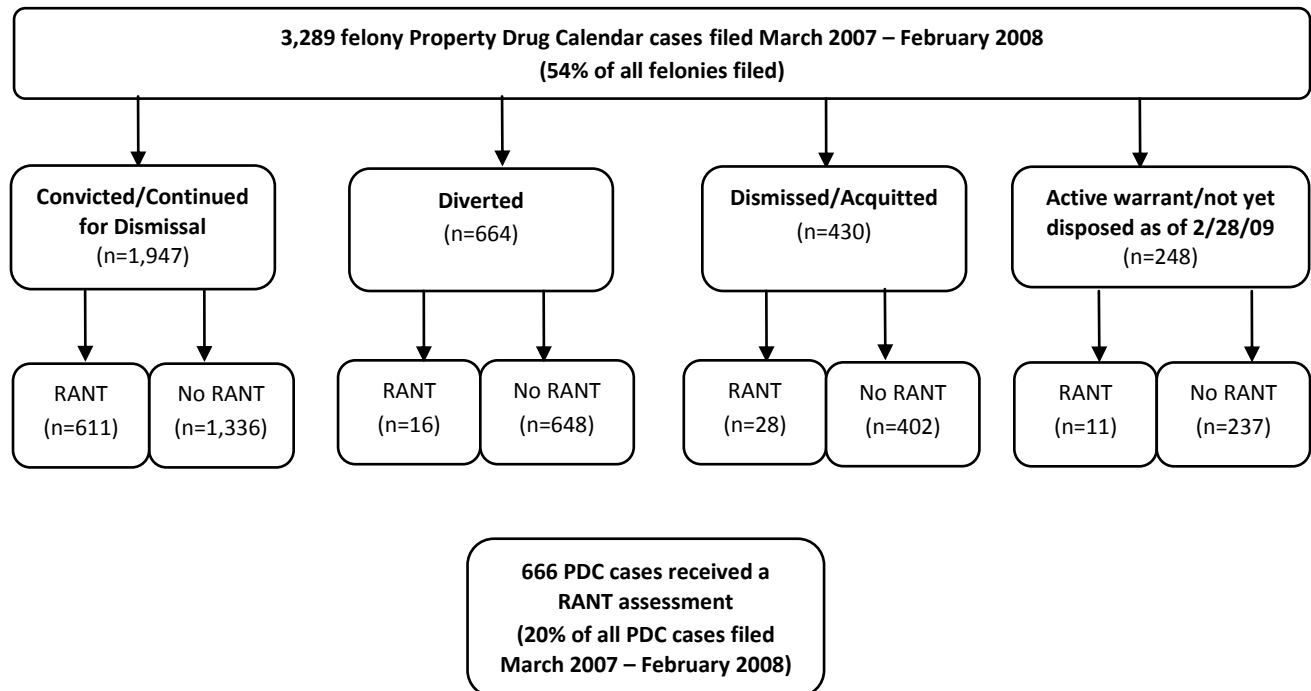 3,289 felony Property Drug Calendar cases filed March 2007 – February 2008
(54% of all felonies filed)
Convicted/Continued
for Dismissal
(n=1,947)
Diverted
(n=664)
Dismissed/Acquitted
(n=430)
Active warrant/not yet
disposed as of 2/28/09
(n=248)
RANT
(n=611)
No RANT
(n=1,336)
RANT
(n=16)
No RANT
(n=648)
RANT
(n=28)
No RANT
(n=402)
RANT
(n=11)
No RANT
(n=237)
666 PDC cases received a
RANT assessment
(20% of all PDC cases filed
March 2007 – February 2008)